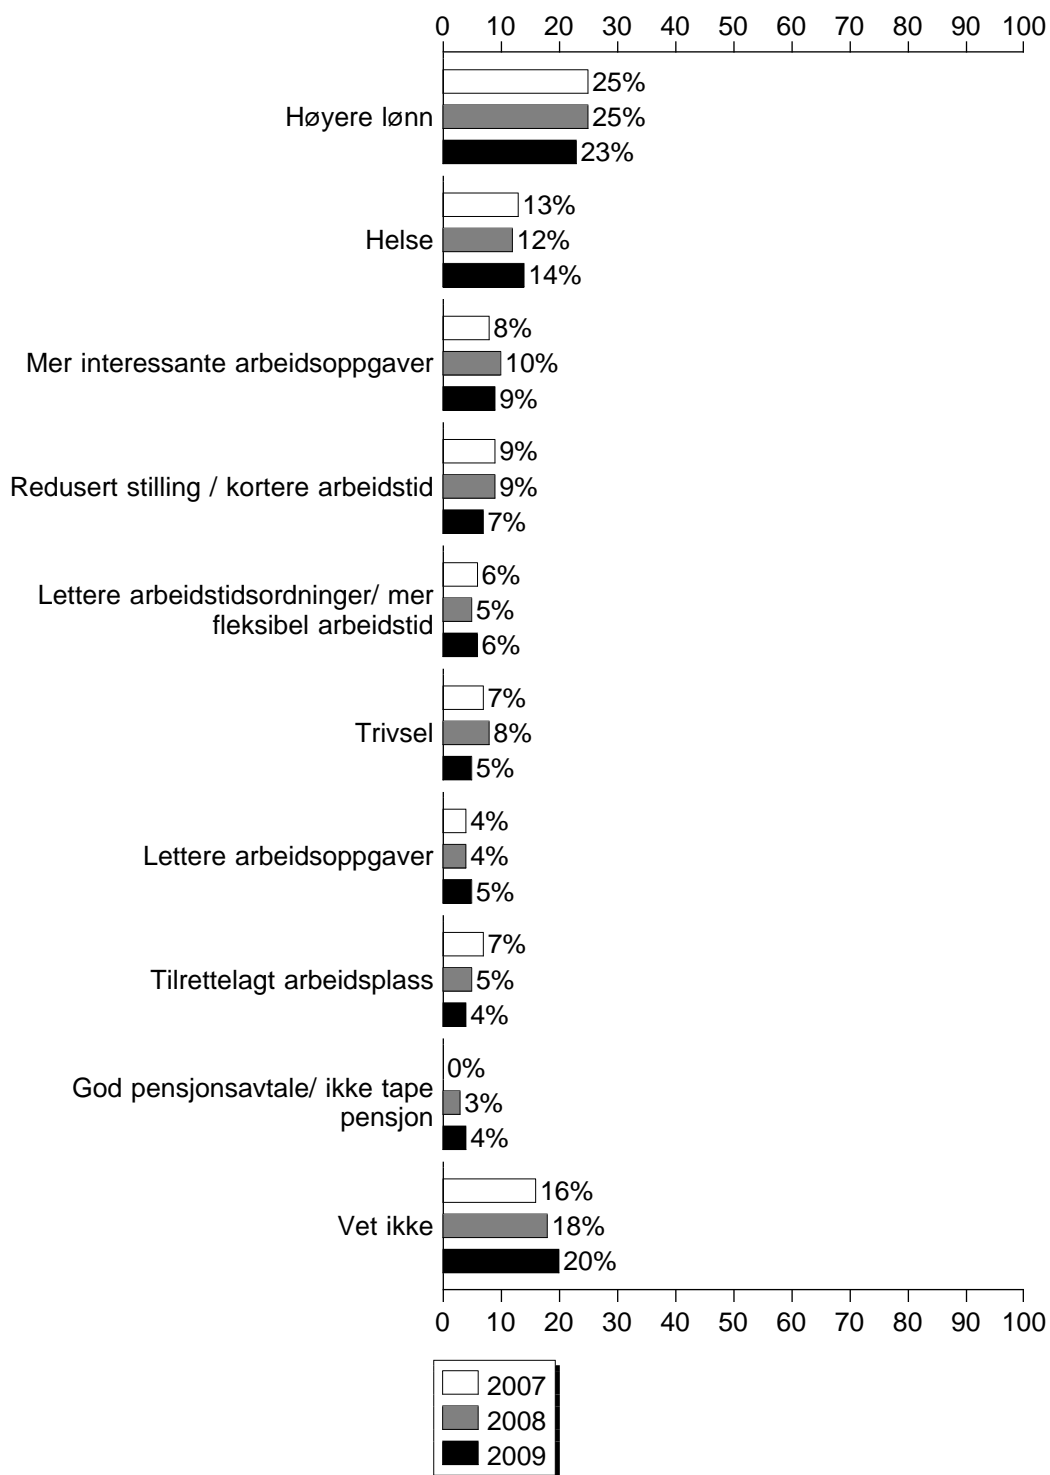 0 10 20 30 40 50 60 70 80 90 100
25%
Høyere lønn 25%
23%
13%
Helse 12%
14%
8%
Mer interessante arbeidsoppgaver 10%
9%
9%
Redusert stilling / kortere arbeidstid 9%
7%
6%
Lettere arbeidstidsordninger/ mer
fleksibel arbeidstid 5%
6%
7%
Trivsel 8%
5%
4%
Lettere arbeidsoppgaver 4%
5%
7%
Tilrettelagt arbeidsplass 5%
4%
0%
God pensjonsavtale/ ikke tape
pensjon 3%
4%
16%
Vet ikke 18%
20%
0 10 20 30 40 50 60 70 80 90 100
2007
2008
2009